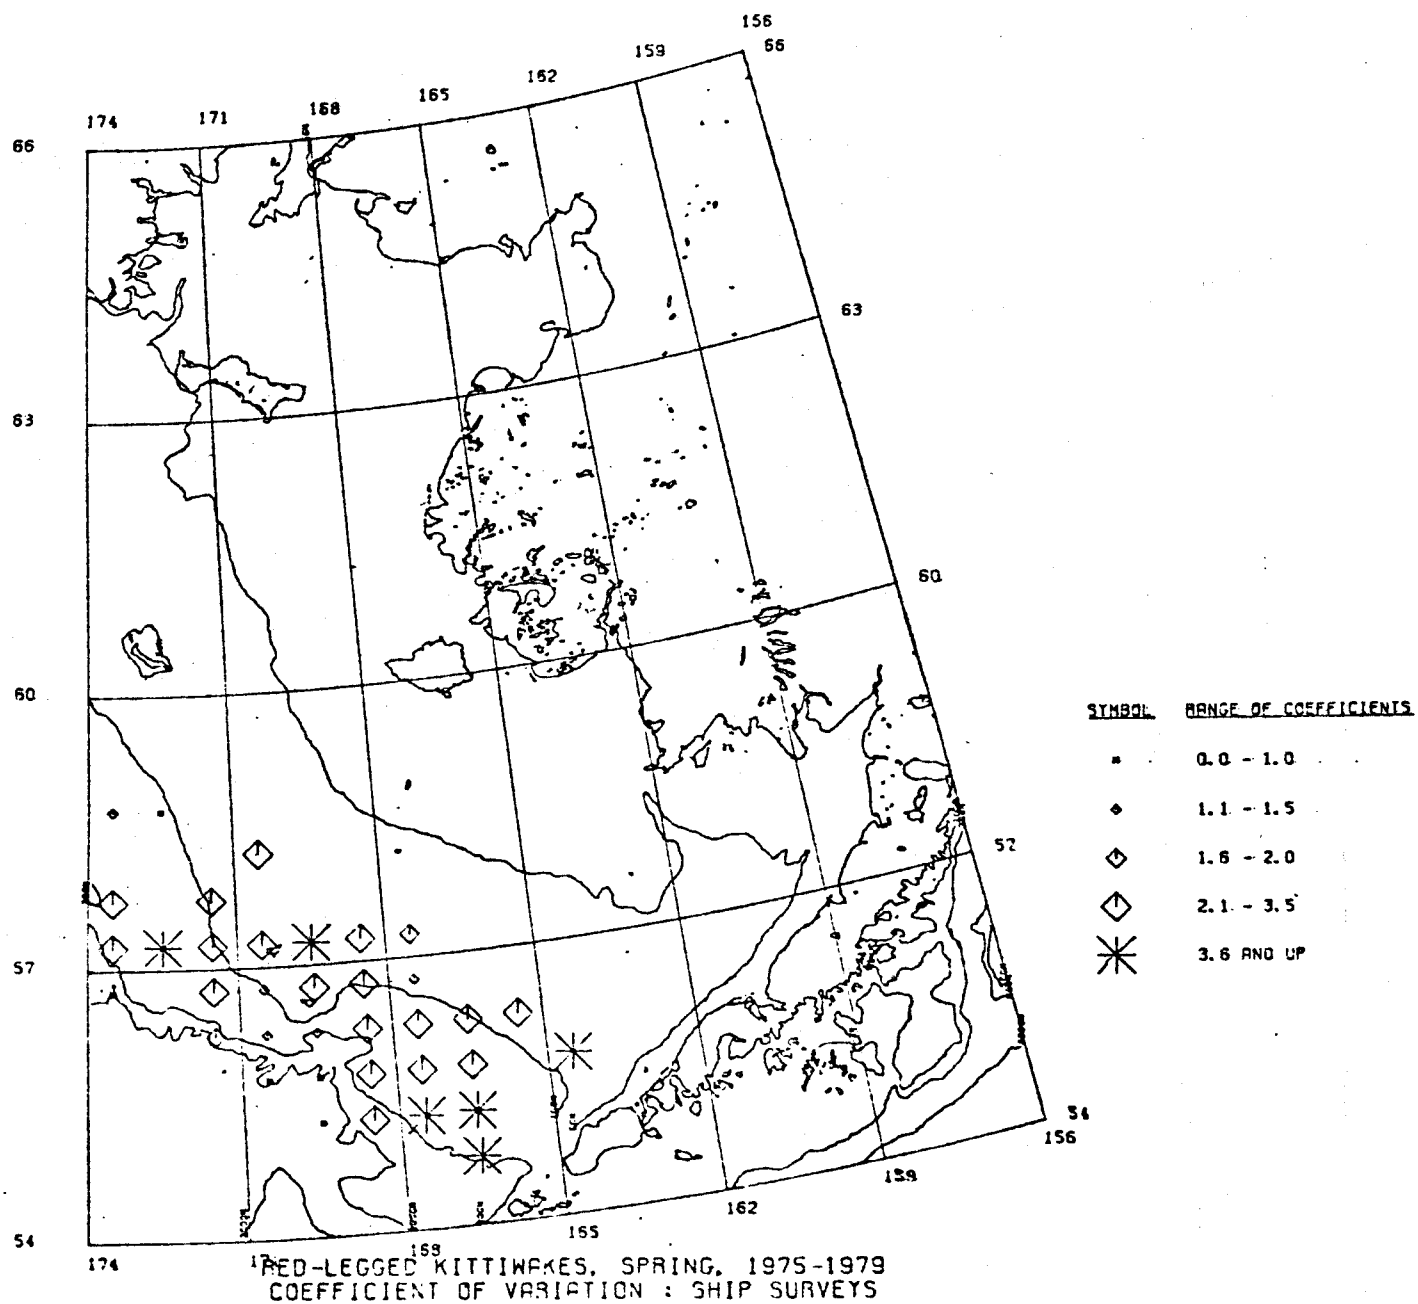 156
159
66
162
165
168
171
174
66
63
63
60
60
SYMBOL RANGE OF COEFFICIENTS
0.0 - 1.0
1.1 - 1.5
1.6 - 2.0
2.1 - 3.5
3.6 AND UP
57
57
54
156
159
162
165
168
54
174
RED-LEGGED KITTIWAKES, SPRING, 1975-1979
COEFFICIENT OF VARIATION : SHIP SURVEYS